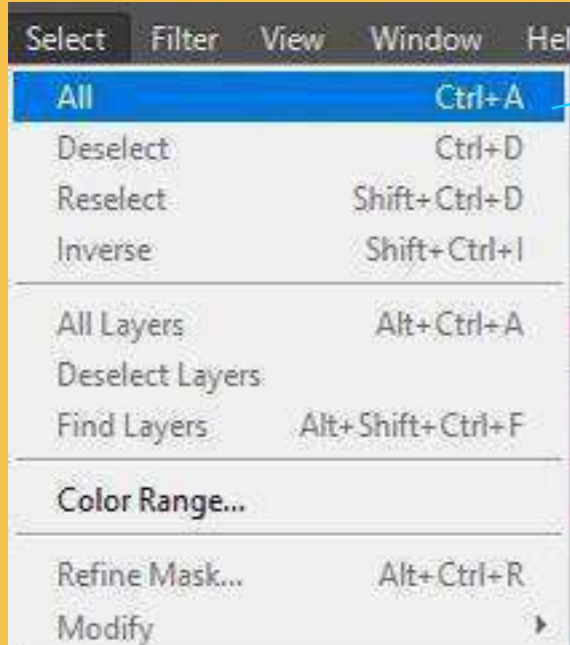 Select Filter View Window Hel
All Ctrl+A
Deselect Ctrl+D
Reselect Shift+Ctrl+D
Inverse Shift+Ctrl+I
All Layers Alt+Ctrl+A
Deselect Layers
Find Layers Alt+Shift+Ctrl+F
Color Range...
Refine Mask... Alt+Ctrl+R
Modify